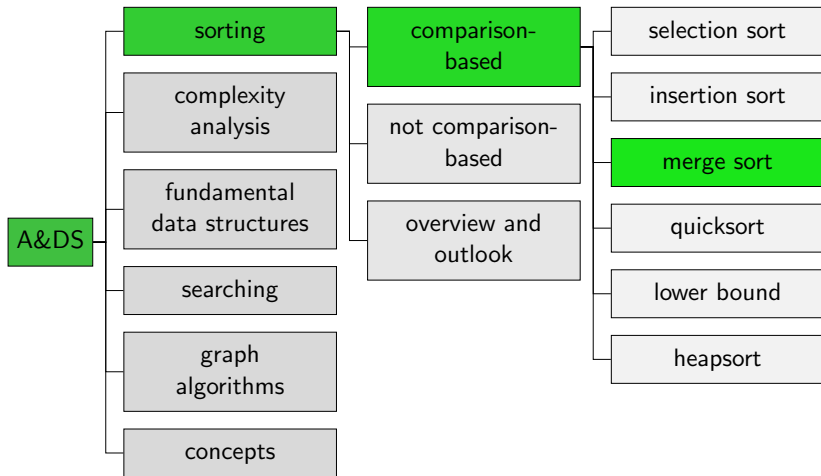 A&DS
sorting
complexity
analysis
fundamental
data structures
searching
graph
algorithms
concepts
comparison-
based
not comparison-
based
overview and
outlook
selection sort
insertion sort
merge sort
quicksort
lower bound
heapsort